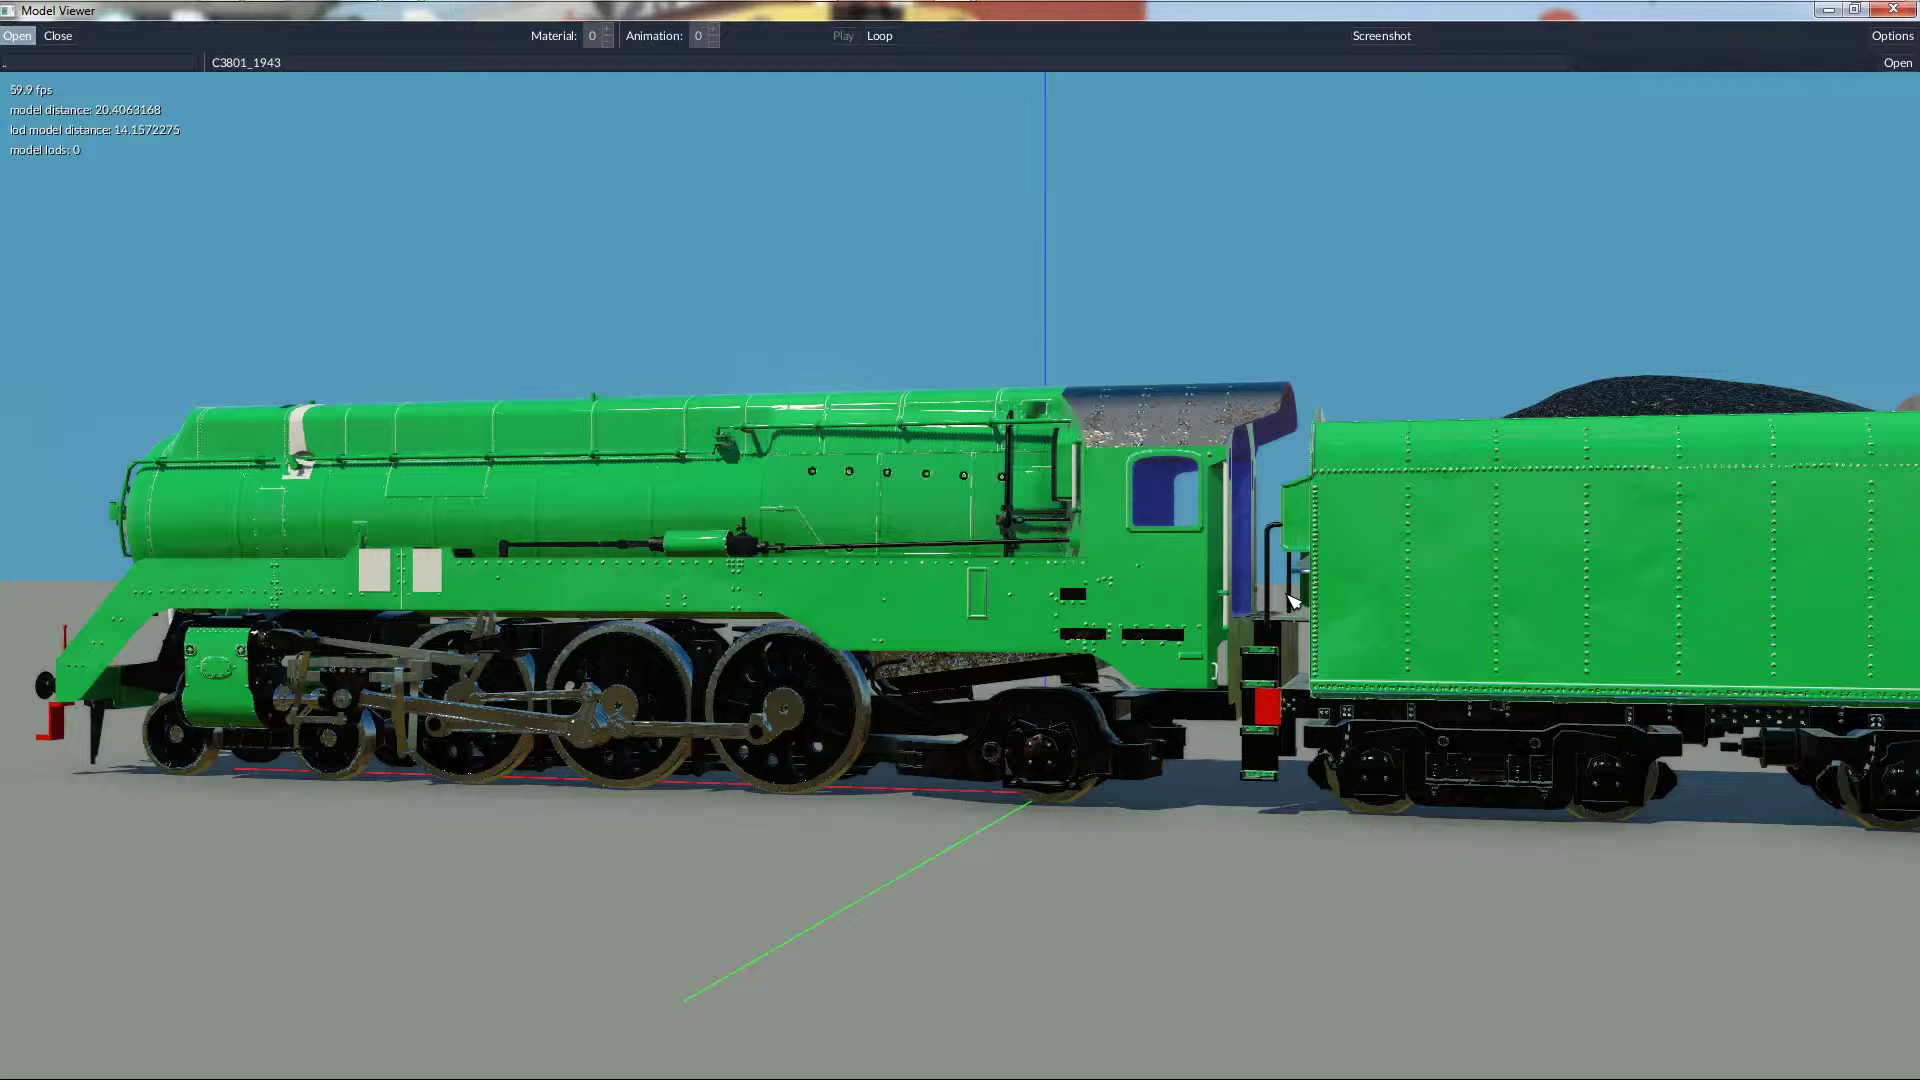 Model Viewer
Open Close Material: 0 Animation: 0 Play Loop Screenshot Options
.. C3801_1943 Open
59.9 fps
model distance: 20.4063168
lod model distance: 14.1572275
model lods: 0